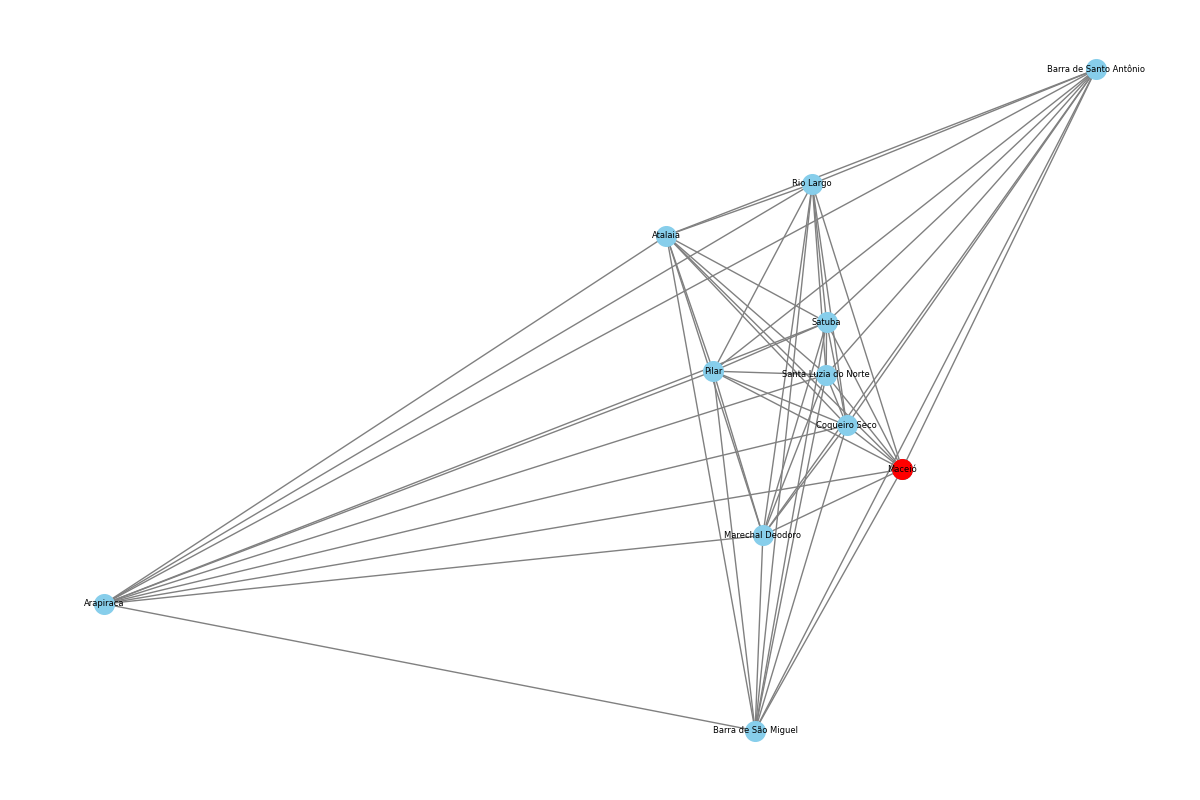 Barra de Santo Antônio
Rio Largo
Atalaia
Satuba
Pilar
Santa Luzia do Norte
Coqueiro Seco
Maceió
Marechal Deodoro
Arapiraca
Barra de São Miguel